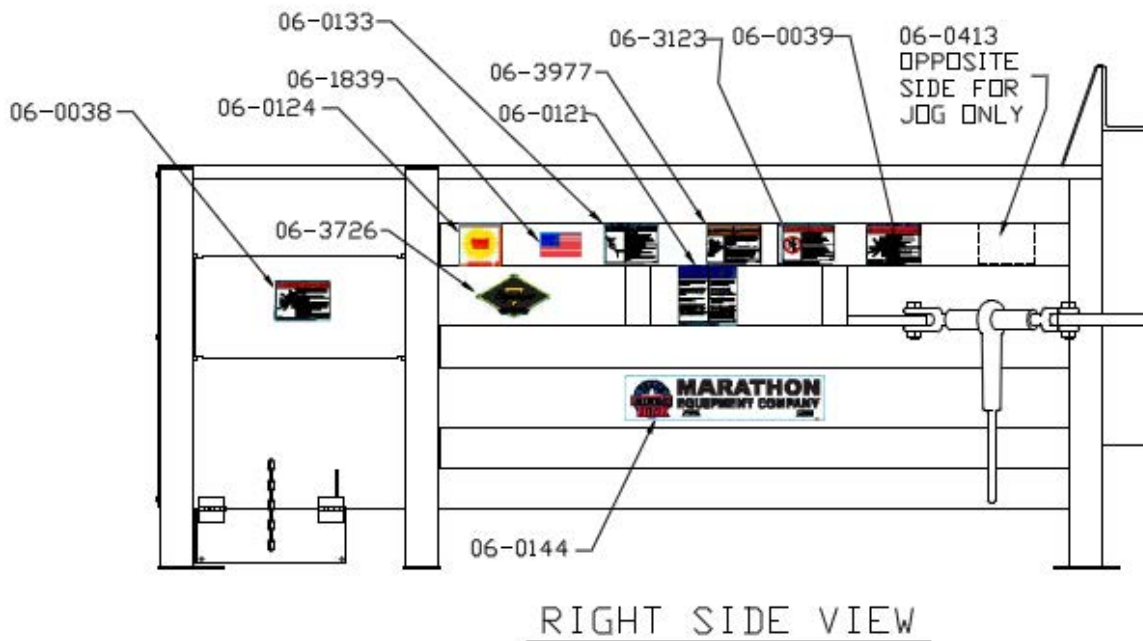 06-0133
06-3123
06-0039
06-0413
OPPOSITE
SIDE FOR
JOG ONLY
06-1839
06-3977
06-0124
06-0121
06-0038
06-3726
MARATHON
EQUIPMENT COMPANY
06-0144
RIGHT SIDE VIEW